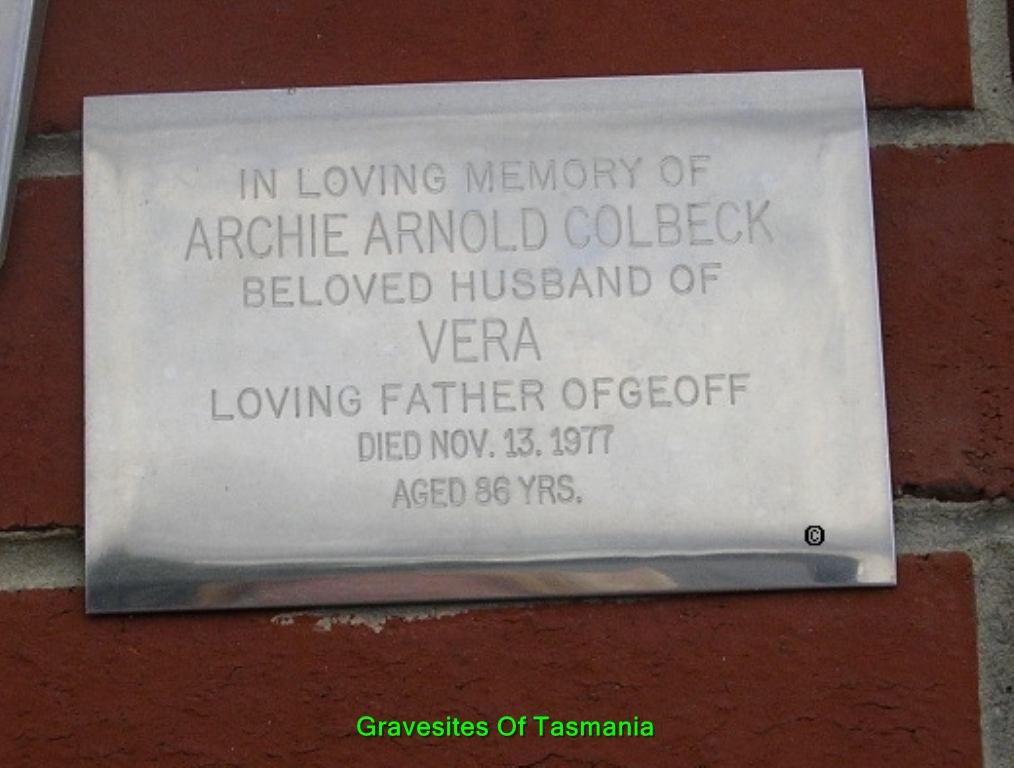 IN LOVING MEMORY OF
ARCHIE ARNOLD COLBECK
BELOVED HUSBAND OF
VERA
LOVING FATHER OFGEOFF
DIED NOV. 13. 1977
AGED 86 YRS.
©
Gravesites Of Tasmania